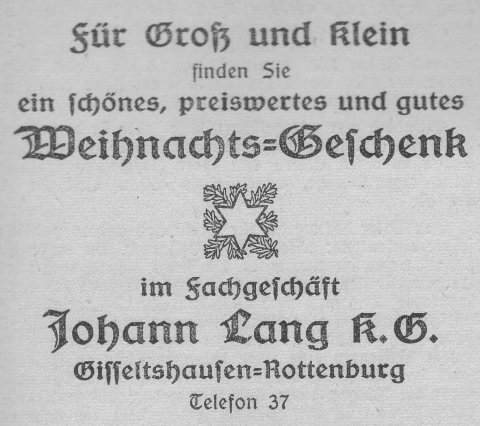 Für Groß und Klein
finden Sie
ein schönes, preiswertes und gutes
Weihnachts=Geschenk
im Fachgeschäft
Johann Lang K.G.
Gisseltshausen=Rottenburg
Telefon 37